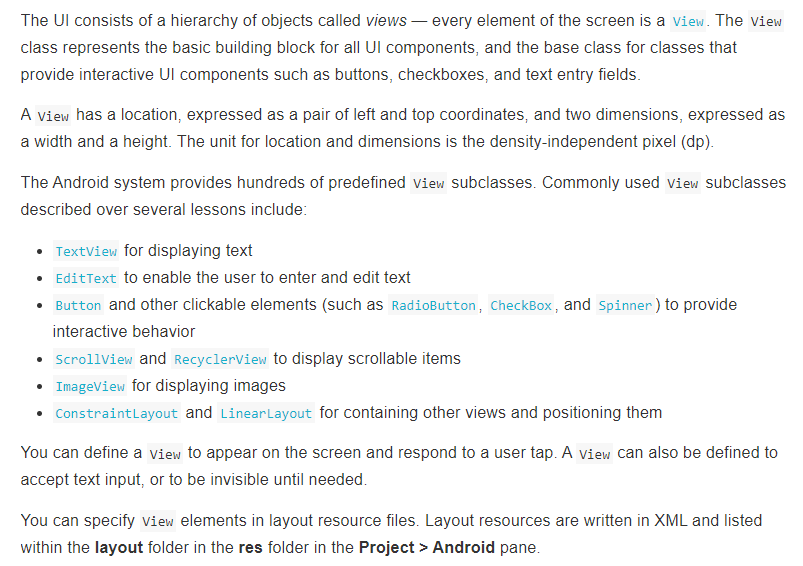 The UI consists of a hierarchy of objects called views — every element of the screen is a View. The View
class represents the basic building block for all UI components, and the base class for classes that
provide interactive UI components such as buttons, checkboxes, and text entry fields.
A View has a location, expressed as a pair of left and top coordinates, and two dimensions, expressed as
a width and a height. The unit for location and dimensions is the density-independent pixel (dp).
The Android system provides hundreds of predefined View subclasses. Commonly used View subclasses
described over several lessons include:
• TextView for displaying text
• EditText to enable the user to enter and edit text
• Button and other clickable elements (such as RadioButton, CheckBox, and Spinner) to provide
interactive behavior
• ScrollView and RecyclerView to display scrollable items
• ImageView for displaying images
• ConstraintLayout and LinearLayout for containing other views and positioning them
You can define a View to appear on the screen and respond to a user tap. A View can also be defined to
accept text input, or to be invisible until needed.
You can specify View elements in layout resource files. Layout resources are written in XML and listed
within the layout folder in the res folder in the Project > Android pane.